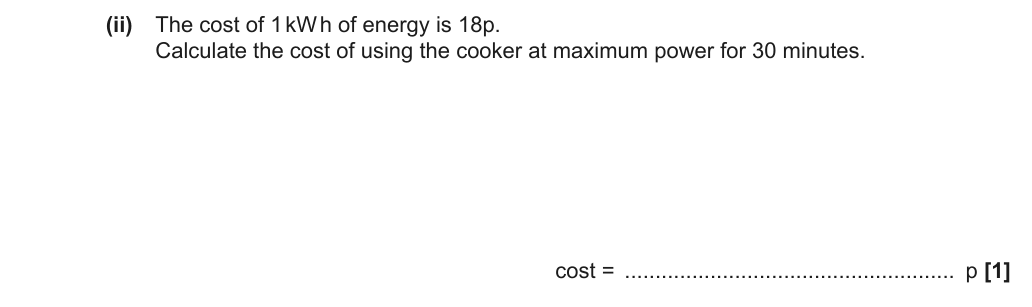 (ii) The cost of 1 kWh of energy is 18p.
Calculate the cost of using the cooker at maximum power for 30 minutes.
cost = ...................................................... p [1]